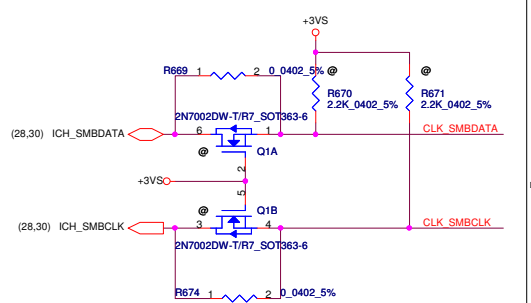 +3VS
R669 1 2 0_0402_5% @ @
R670 R671
2.2K_0402_5% 2.2K_0402_5%
2N7002DW-T/R7_SOT363-6
(28,30) ICH_SMBDATA 6 1 CLK_SMBDATA
@ Q1A
2
+3VS
5
@ Q1B
(28,30) ICH_SMBCLK 3 4 CLK_SMBCLK
2N7002DW-T/R7_SOT363-6
R674 1 2 0_0402_5%